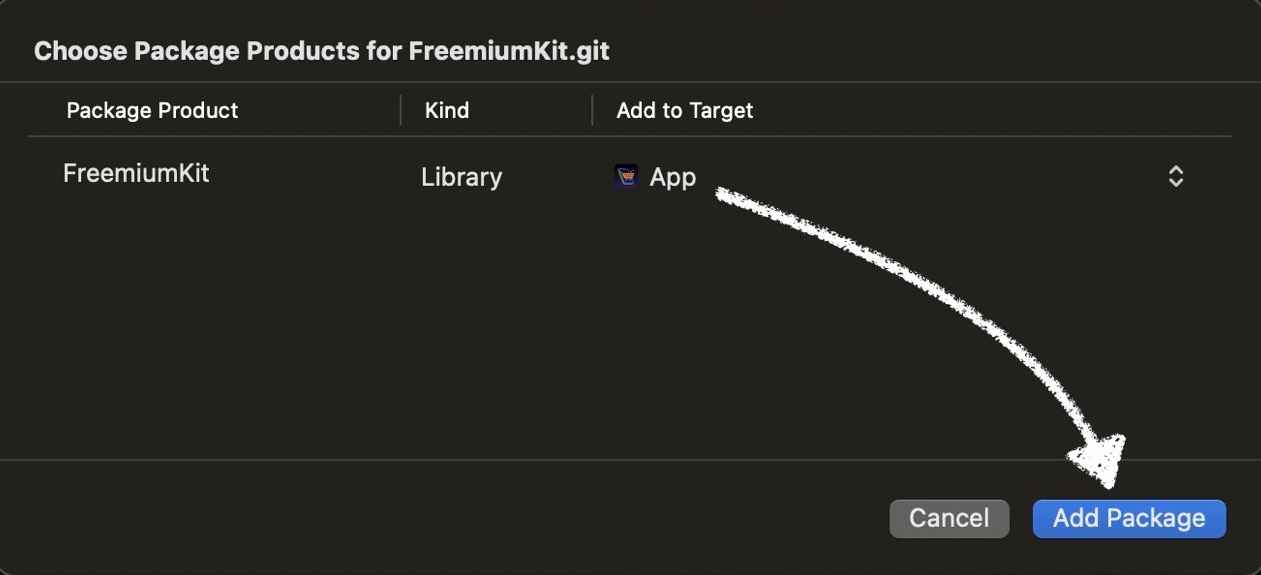 Choose Package Products for FreemiumKit.git
Package Product Kind Add to Target
FreemiumKit Library App
Cancel Add Package